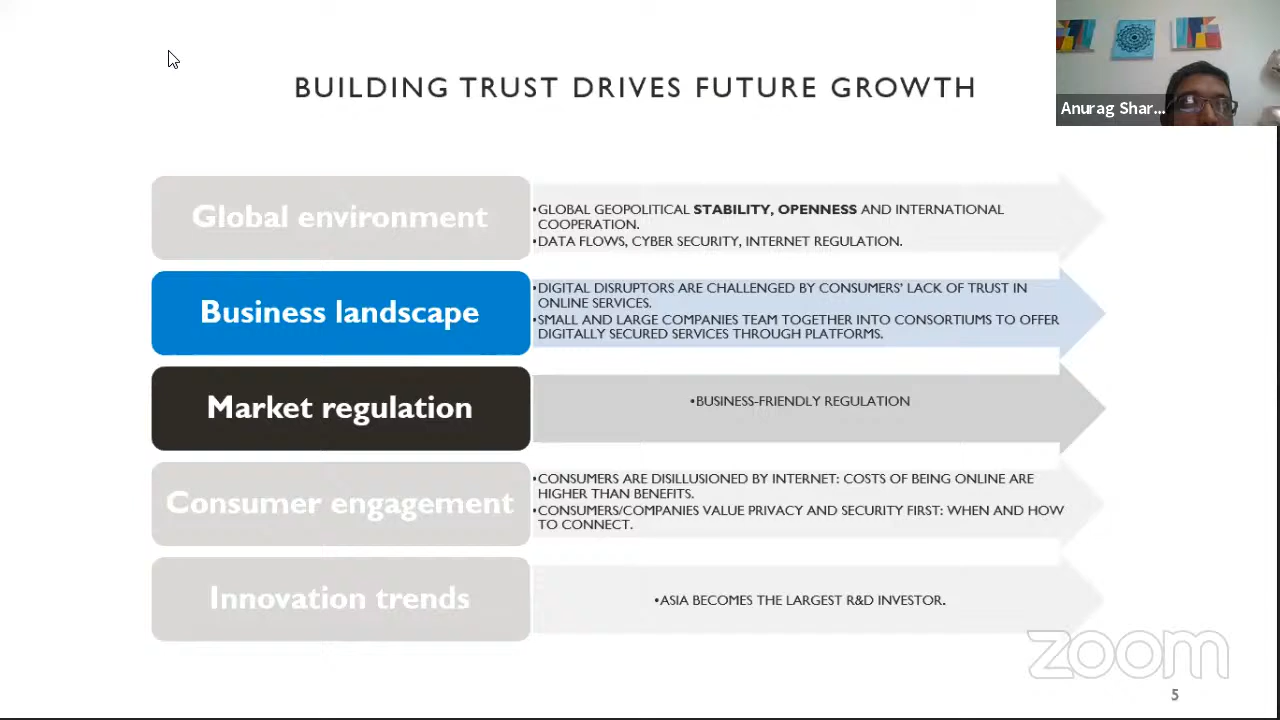 BUILDING TRUST DRIVES FUTURE GROWTH
Anurag Shar...
Global environment
•GLOBAL GEOPOLITICAL STABILITY, OPENNESS AND INTERNATIONAL
COOPERATION.
•DATA FLOWS, CYBER SECURITY, INTERNET REGULATION.
Business landscape
•DIGITAL DISRUPTORS ARE CHALLENGED BY CONSUMERS' LACK OF TRUST IN
ONLINE SERVICES.
•SMALL AND LARGE COMPANIES TEAM TOGETHER INTO CONSORTIUMS TO OFFER
DIGITALLY SECURED SERVICES THROUGH PLATFORMS.
Market regulation
•BUSINESS-FRIENDLY REGULATION
Consumer engagement
•CONSUMERS ARE DISILLUSIONED BY INTERNET: COSTS OF BEING ONLINE ARE
HIGHER THAN BENEFITS.
•CONSUMERS/COMPANIES VALUE PRIVACY AND SECURITY FIRST: WHEN AND HOW
TO CONNECT.
Innovation trends
•ASIA BECOMES THE LARGEST R&D INVESTOR.
zoom
5